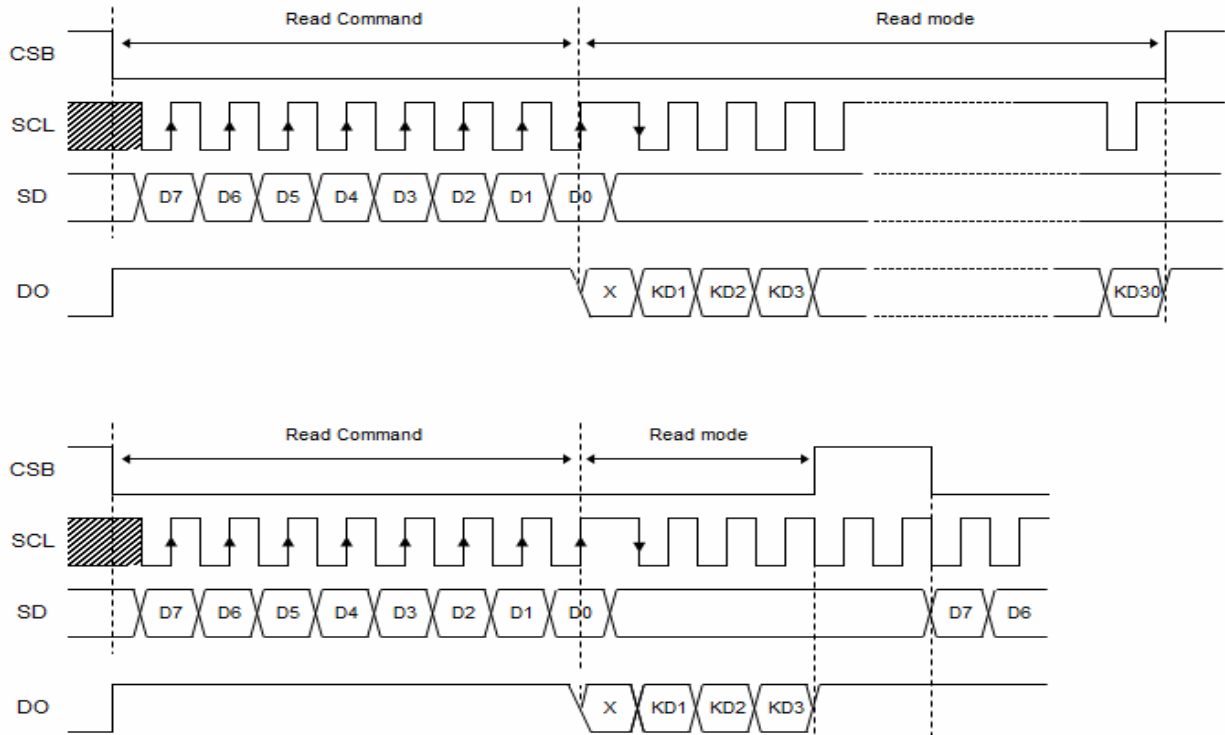 Read Command Read mode
CSB
SCL
SD D7 D6 D5 D4 D3 D2 D1 D0
DO X KD1 KD2 KD3 KD30
Read Command Read mode
CSB
SCL
SD D7 D6 D5 D4 D3 D2 D1 D0 D7 D6
DO X KD1 KD2 KD3